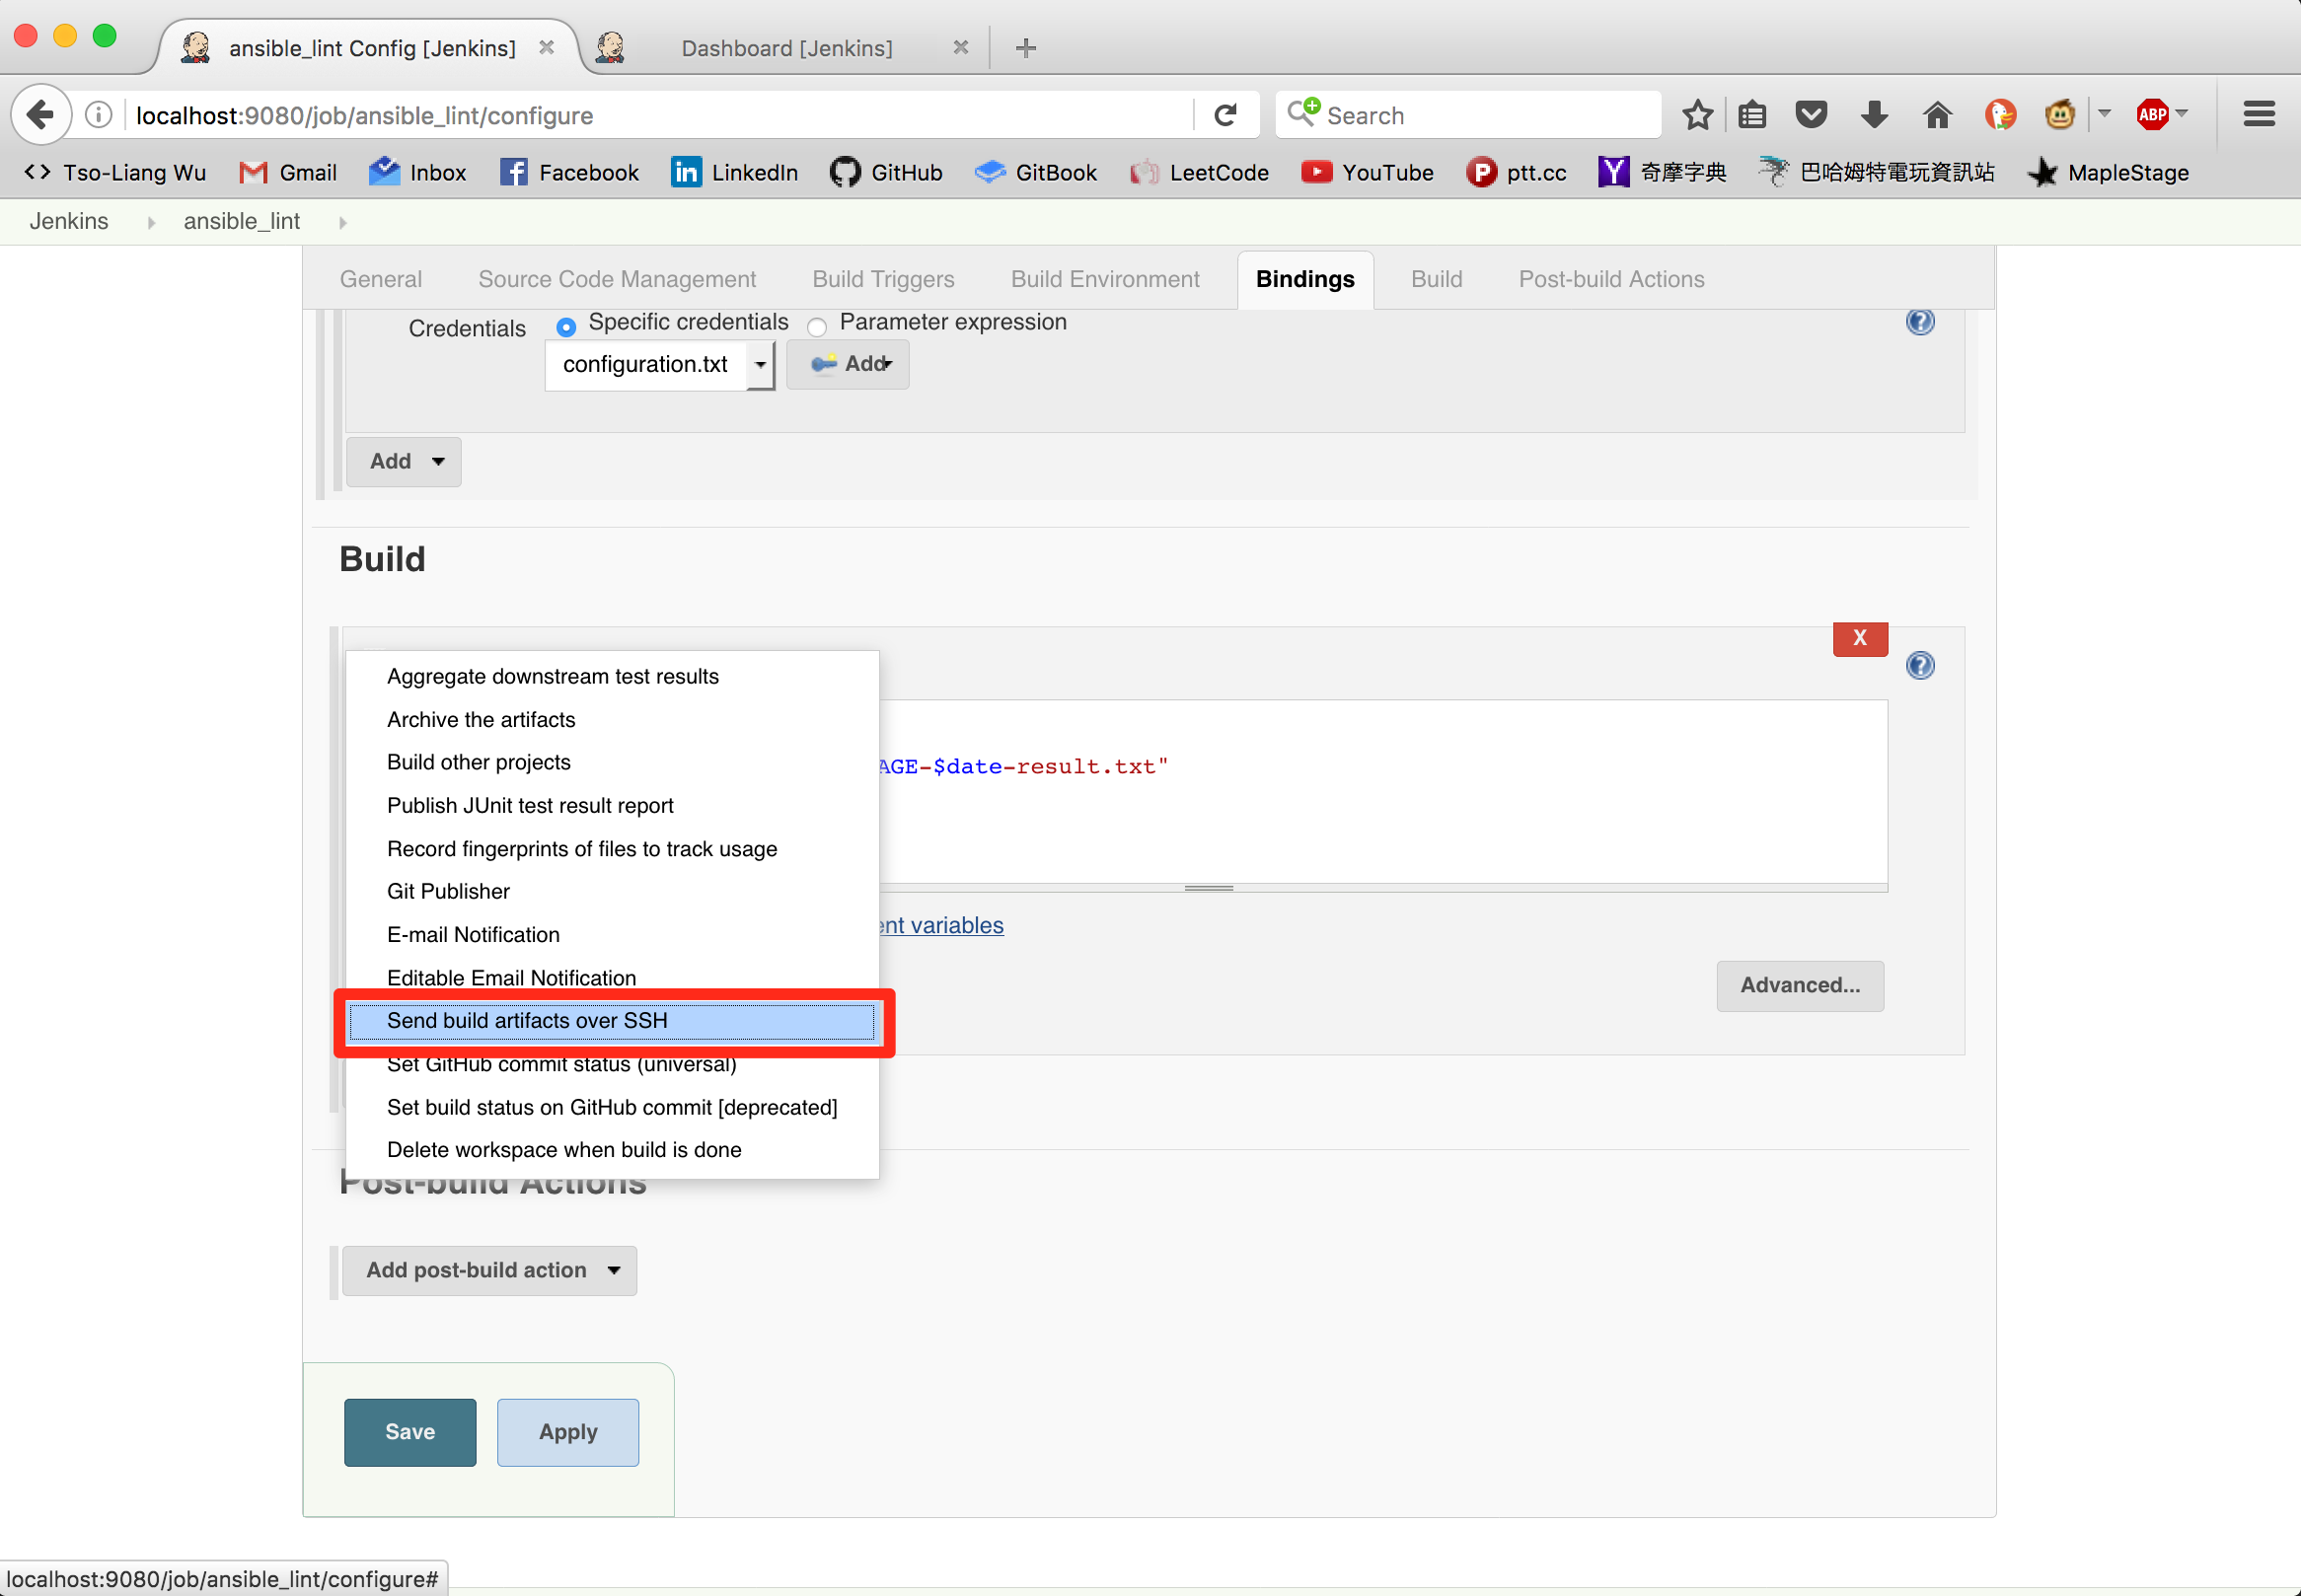 ansible_lint Config [Jenkins]
Dashboard [Jenkins]
localhost:9080/job/ansible_lint/configure
Search
ABP
Tso-Liang Wu
Gmail
Inbox
Facebook
LinkedIn
GitHub
GitBook
LeetCode
YouTube
ptt.cc
奇摩字典
巴哈姆特電玩資訊站
MapleStage
Jenkins
ansible_lint
General
Source Code Management
Build Triggers
Build Environment
Bindings
Build
Post-build Actions
Credentials
Specific credentials
Parameter expression
configuration.txt
Add
Add
Build
X
Aggregate downstream test results
Archive the artifacts
Build other projects
AGE-$date-result.txt"
Publish JUnit test result report
Record fingerprints of files to track usage
Git Publisher
E-mail Notification
ent variables
Editable Email Notification
Advanced...
Send build artifacts over SSH
Set GitHub commit status (universal)
Set build status on GitHub commit [deprecated]
Delete workspace when build is done
Post-build Actions
Add post-build action
Save
Apply
localhost:9080/job/ansible_lint/configure#